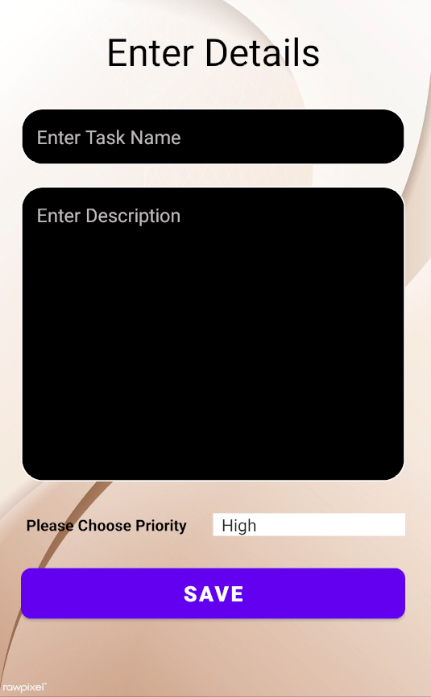 Enter Details
Enter Task Name
Enter Description
Please Choose Priority High
SAVE
rawpixel